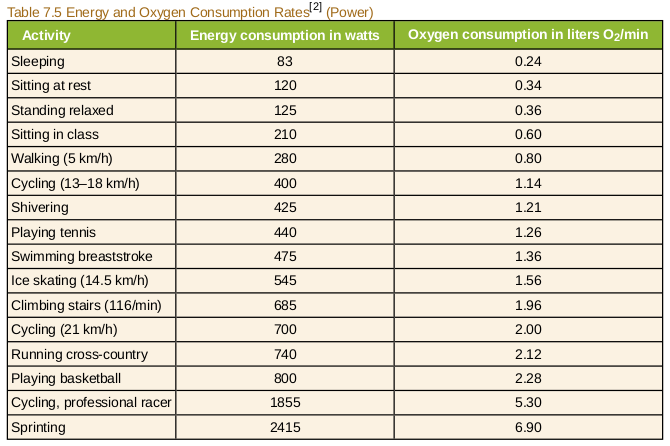 Table 7.5 Energy and Oxygen Consumption Rates[2] (Power)
Activity Energy consumption in watts Oxygen consumption in liters O2/min
Sleeping 83 0.24
Sitting at rest 120 0.34
Standing relaxed 125 0.36
Sitting in class 210 0.60
Walking (5 km/h) 280 0.80
Cycling (13–18 km/h) 400 1.14
Shivering 425 1.21
Playing tennis 440 1.26
Swimming breaststroke 475 1.36
Ice skating (14.5 km/h) 545 1.56
Climbing stairs (116/min) 685 1.96
Cycling (21 km/h) 700 2.00
Running cross-country 740 2.12
Playing basketball 800 2.28
Cycling, professional racer 1855 5.30
Sprinting 2415 6.90